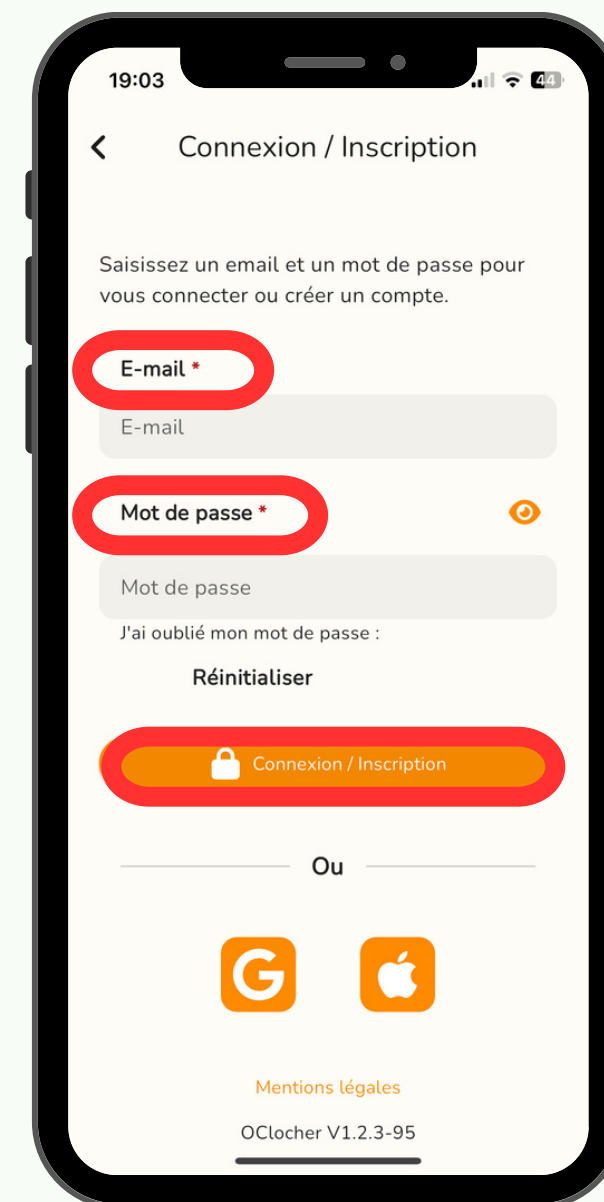 19:03
44
Connexion / Inscription
Saisissez un email et un mot de passe pour
vous connecter ou créer un compte.
E-mail *
E-mail
Mot de passe *
Mot de passe
J'ai oublié mon mot de passe :
Réinitialiser
Connexion / Inscription
Ou
G
Mentions légales
OClocher V1.2.3-95